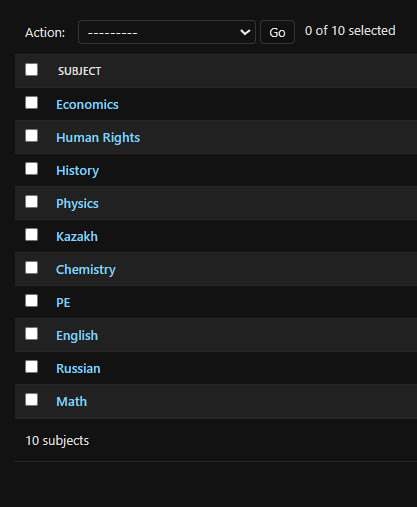 Action: --------- Go 0 of 10 selected
SUBJECT
Economics
Human Rights
History
Physics
Kazakh
Chemistry
PE
English
Russian
Math
10 subjects